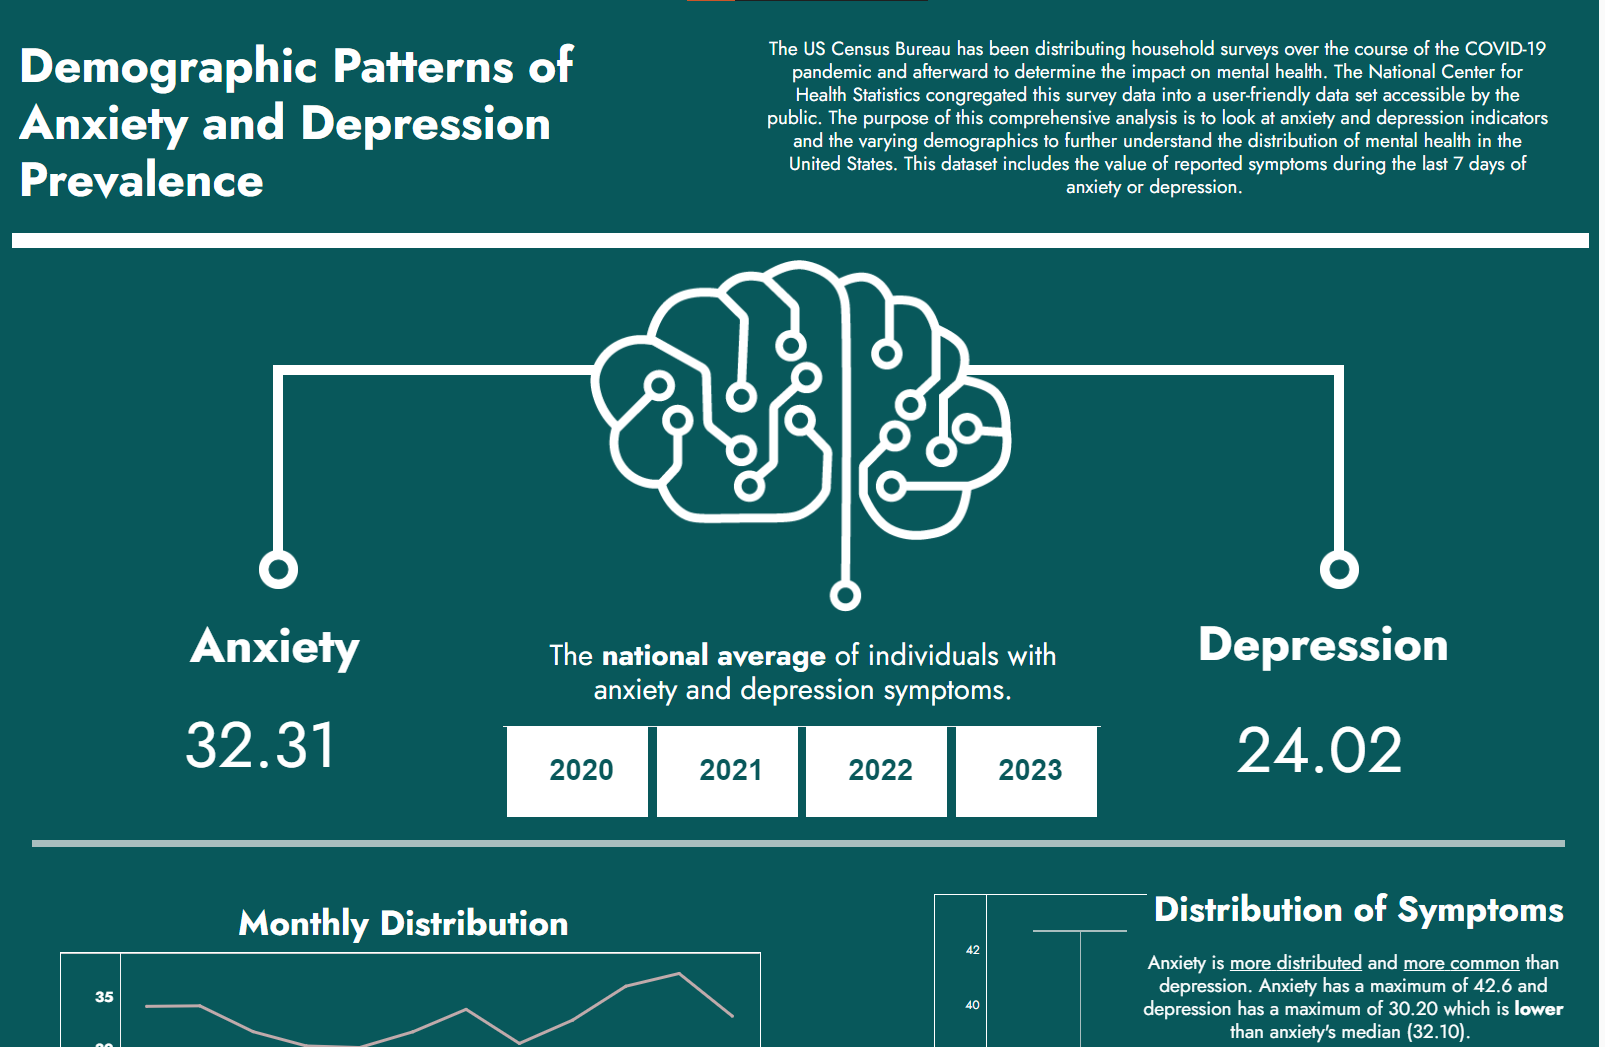 Demographic Patterns of
Anxiety and Depression
Prevalence
The US Census Bureau has been distributing household surveys over the course of the COVID-19
pandemic and afterward to determine the impact on mental health. The National Center for
Health Statistics congregated this survey data into a user-friendly data set accessible by the
public. The purpose of this comprehensive analysis is to look at anxiety and depression indicators
and the varying demographics to further understand the distribution of mental health in the
United States. This dataset includes the value of reported symptoms during the last 7 days of
anxiety or depression.
Anxiety
32.31
The national average of individuals with
anxiety and depression symptoms.
2020
2021
2022
2023
Depression
24.02
Monthly Distribution
35
Distribution of Symptoms
42
40
Anxiety is more distributed and more common than
depression. Anxiety has a maximum of 42.6 and
depression has a maximum of 30.20 which is lower
than anxiety's median (32.10).